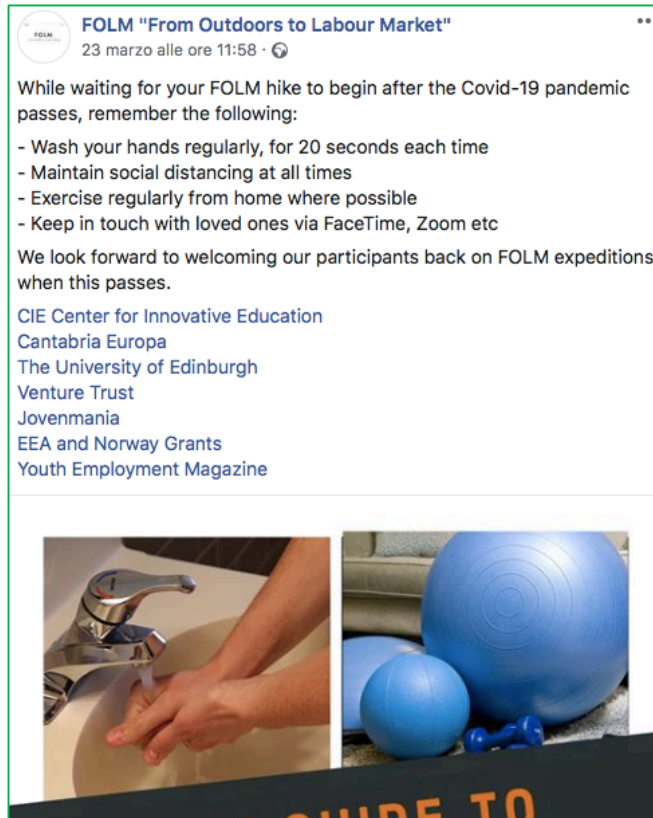 FOLM
FOLM "From Outdoors to Labour Market"
23 marzo alle ore 11:58 ·
While waiting for your FOLM hike to begin after the Covid-19 pandemic
passes, remember the following:
- Wash your hands regularly, for 20 seconds each time
- Maintain social distancing at all times
- Exercise regularly from home where possible
- Keep in touch with loved ones via FaceTime, Zoom etc
We look forward to welcoming our participants back on FOLM expeditions
when this passes.
CIE Center for Innovative Education
Cantabria Europa
The University of Edinburgh
Venture Trust
Jovenmania
EEA and Norway Grants
Youth Employment Magazine
GUIDE TO